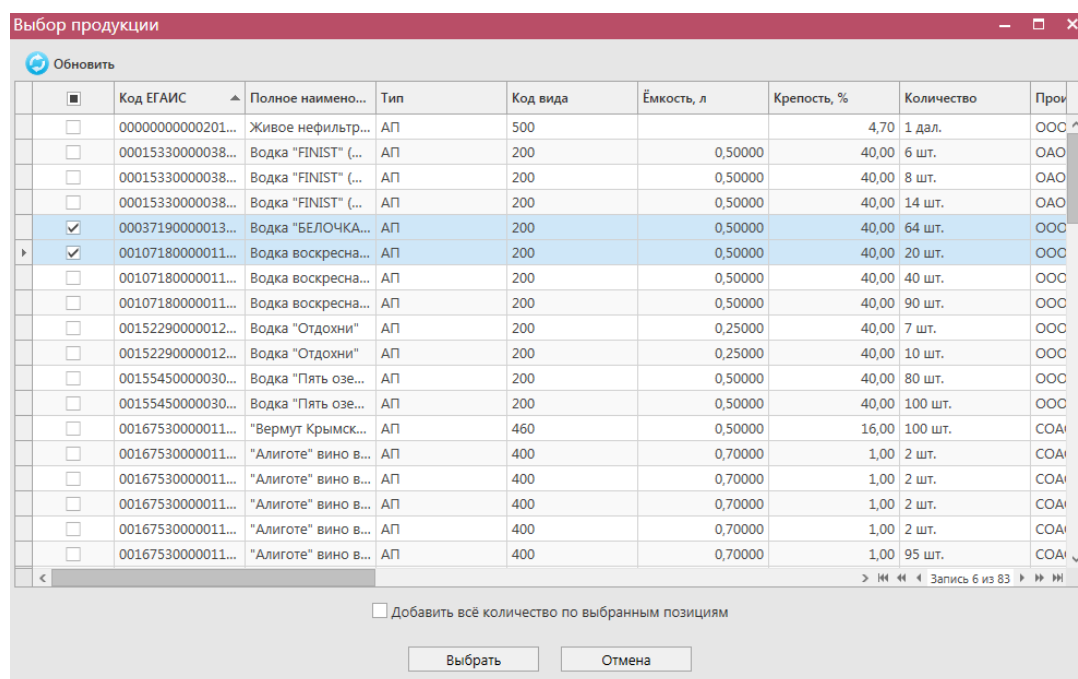 Выбор продукции
Обновить
Код ЕГАИС Полное наимено... Тип Код вида Ёмкость, л Крепость, % Количество Прои
00000000000201... Живое нефильтр... АП 500 4,70 1 дал. ООО
00015330000038... Водка "FINIST" (... АП 200 0,50000 40,00 6 шт. ОАО
00015330000038... Водка "FINIST" (... АП 200 0,50000 40,00 8 шт. ОАО
00015330000038... Водка "FINIST" (... АП 200 0,50000 40,00 14 шт. ОАО
00037190000013... Водка "БЕЛОЧКА... АП 200 0,50000 40,00 64 шт. ООО
00107180000011... Водка воскресна... АП 200 0,50000 40,00 20 шт. ООО
00107180000011... Водка воскресна... АП 200 0,50000 40,00 40 шт. ООО
00107180000011... Водка воскресна... АП 200 0,50000 40,00 90 шт. ООО
00152290000012... Водка "Отдохни" АП 200 0,25000 40,00 7 шт. ООО
00152290000012... Водка "Отдохни" АП 200 0,25000 40,00 10 шт. ООО
00155450000030... Водка "Пять озе... АП 200 0,50000 40,00 80 шт. ООО
00155450000030... Водка "Пять озе... АП 200 0,50000 40,00 100 шт. ООО
00167530000011... "Вермут Крымск... АП 460 0,50000 16,00 100 шт. СОА
00167530000011... "Алиготе" вино в... АП 400 0,70000 1,00 2 шт. СОА
00167530000011... "Алиготе" вино в... АП 400 0,70000 1,00 2 шт. СОА
00167530000011... "Алиготе" вино в... АП 400 0,70000 1,00 2 шт. СОА
00167530000011... "Алиготе" вино в... АП 400 0,70000 1,00 2 шт. СОА
00167530000011... "Алиготе" вино в... АП 400 0,70000 1,00 95 шт. СОА
Запись 6 из 83
Добавить всё количество по выбранным позициям
Выбрать Отмена